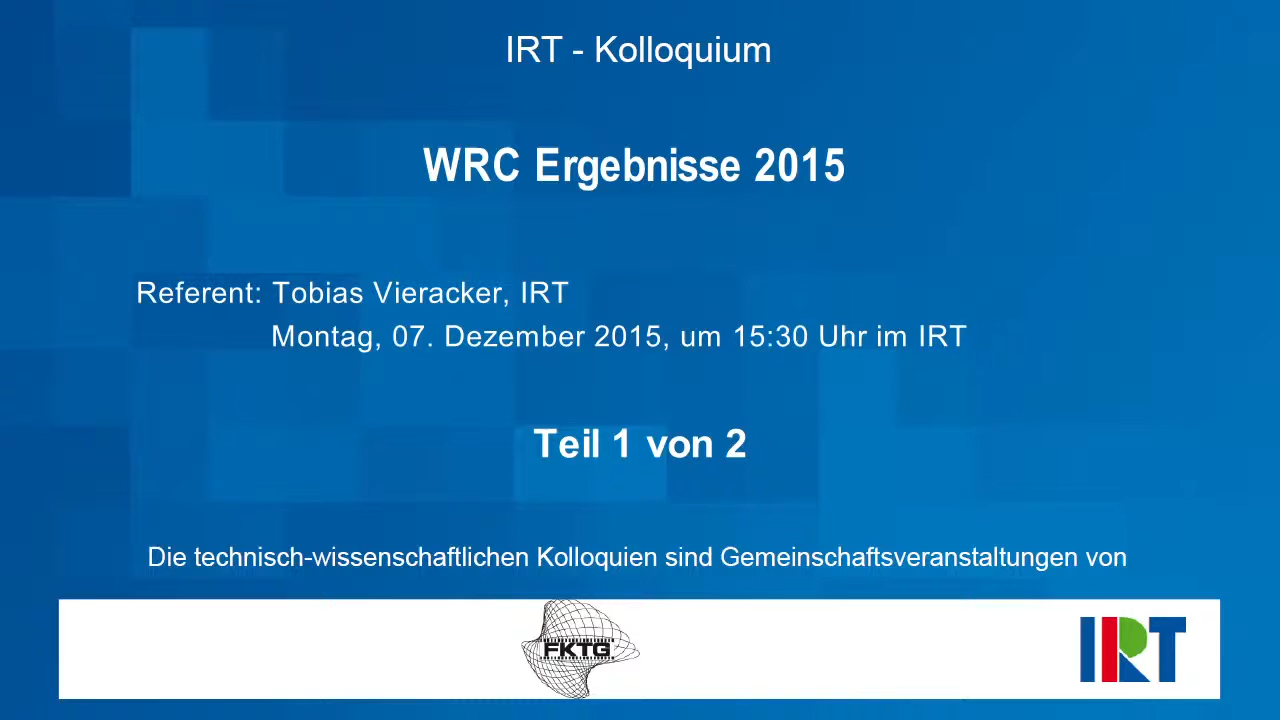 IRT - Kolloquium
WRC Ergebnisse 2015
Referent: Tobias Vieracker, IRT
Montag, 07. Dezember 2015, um 15:30 Uhr im IRT
Teil 1 von 2
Die technisch-wissenschaftlichen Kolloquien sind Gemeinschaftsveranstaltungen von
FKTG
IRT